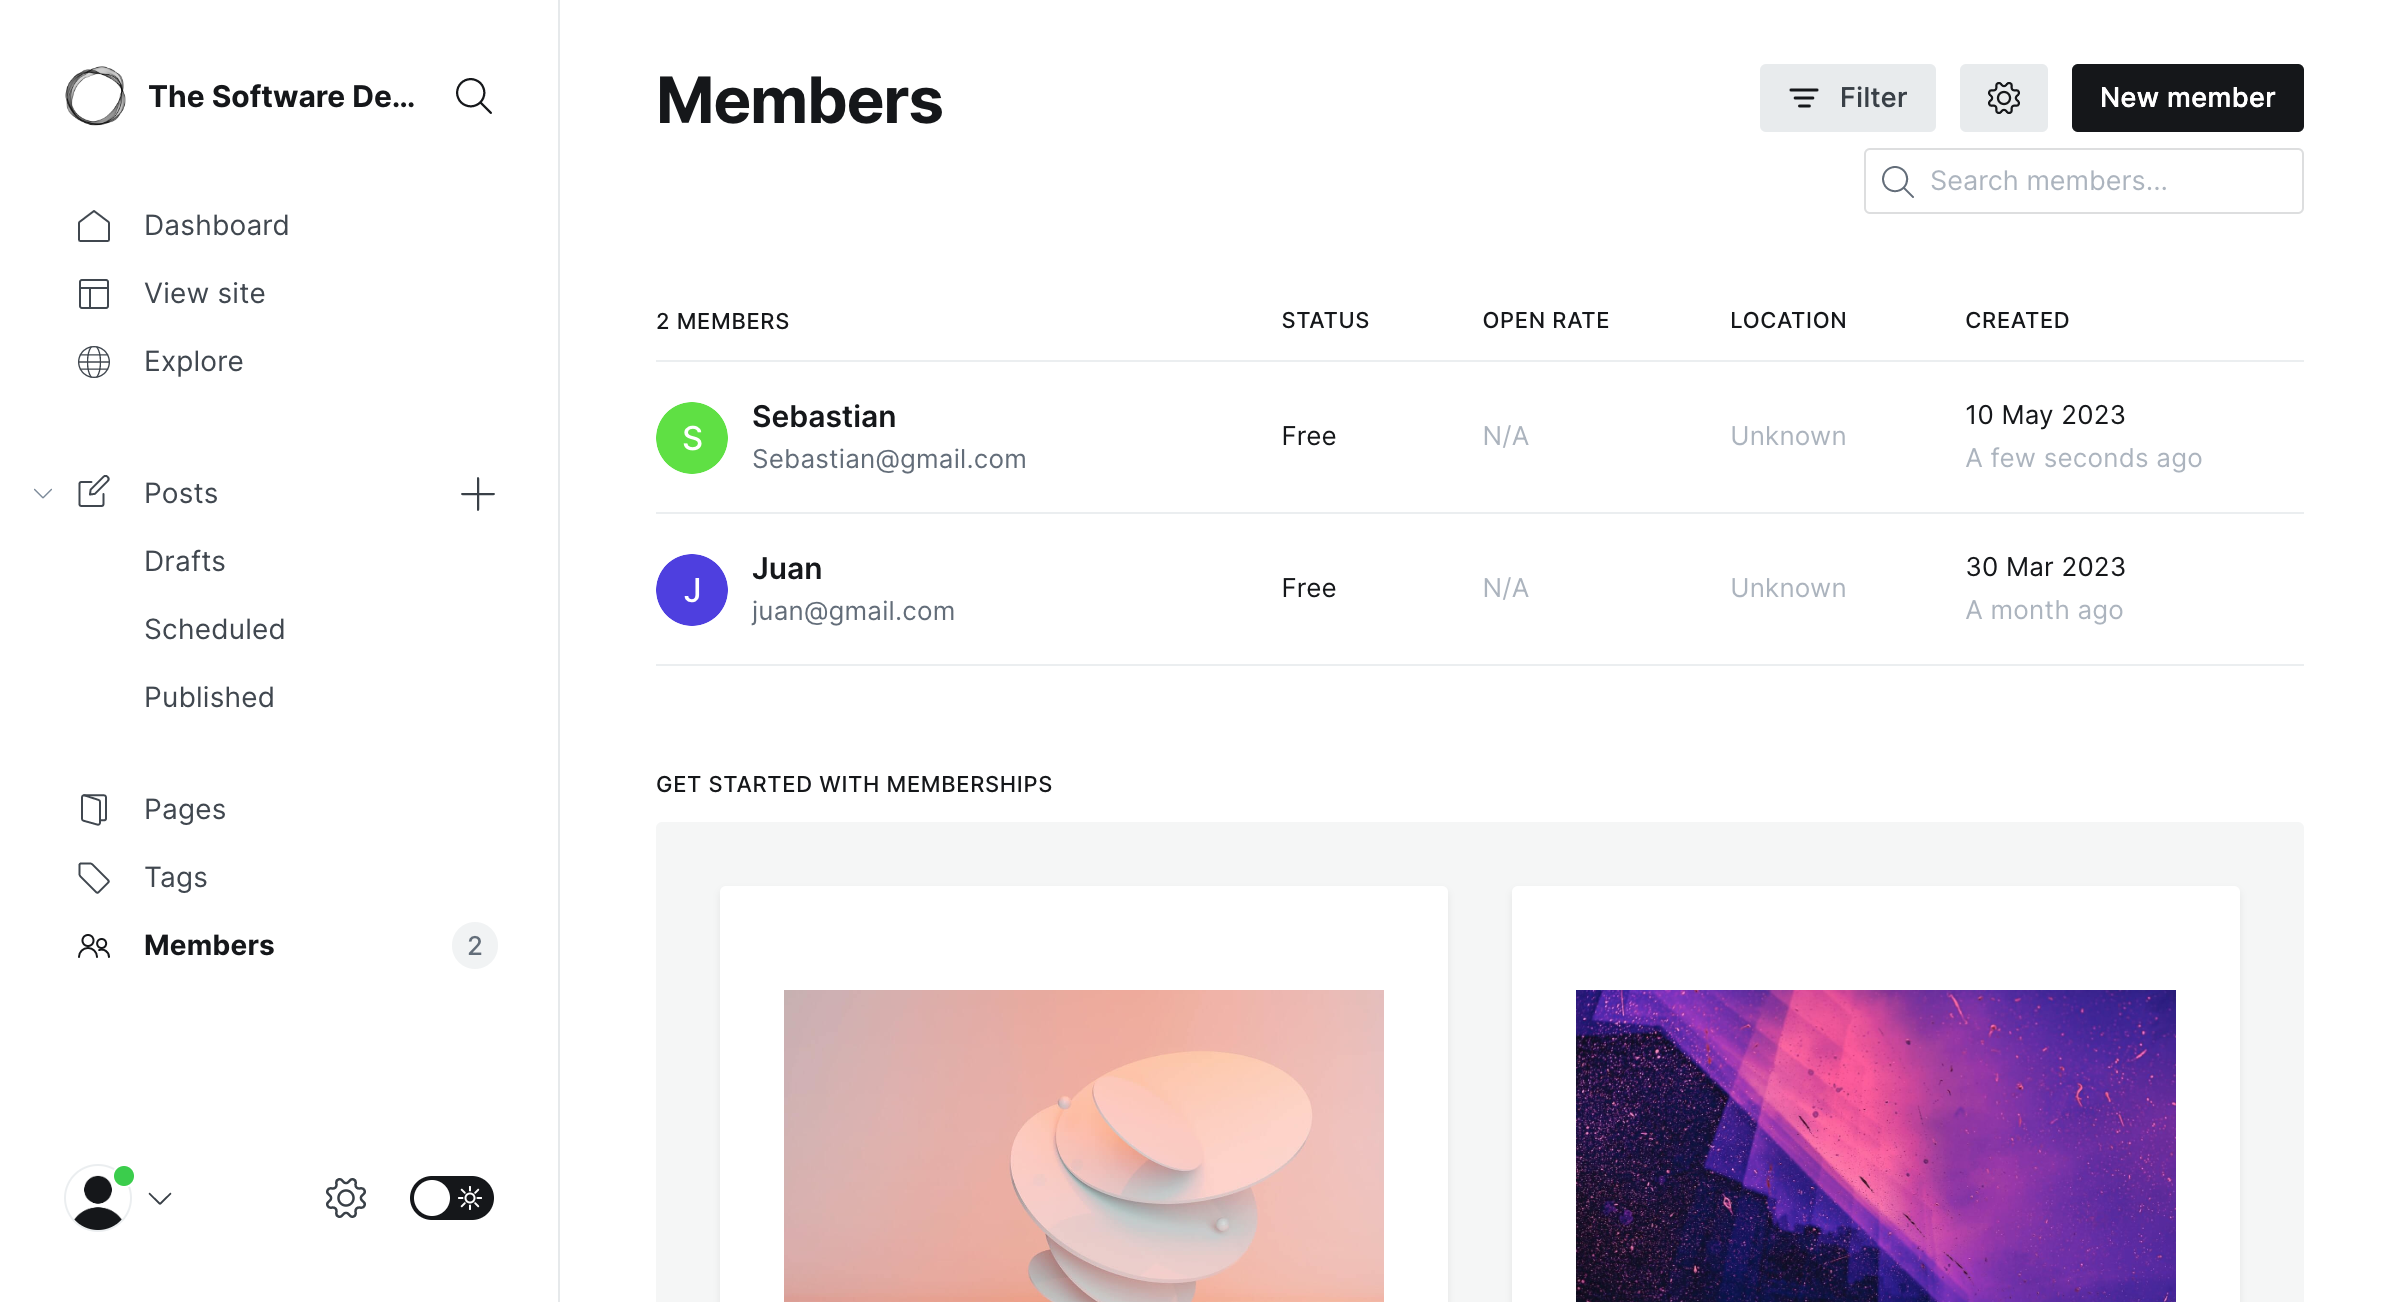 The Software De...
Dashboard
View site
Explore
Posts
Drafts
Scheduled
Published
Pages
Tags
Members
2
Members
Filter
New member
Search members...
2 MEMBERS STATUS OPEN RATE LOCATION CREATED
S
Sebastian
Sebastian@gmail.com
Free
N/A
Unknown
10 May 2023
A few seconds ago
J
Juan
juan@gmail.com
Free
N/A
Unknown
30 Mar 2023
A month ago
GET STARTED WITH MEMBERSHIPS